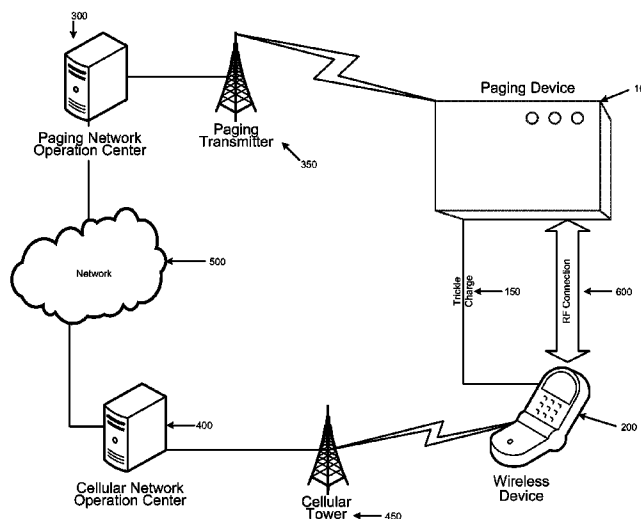 300
Paging Network
Operation Center
Paging
Transmitter
350
Paging Device
10
Network
500
Trickle
Charge
150
RF Connection
600
400
Cellular Network
Operation Center
Cellular
Tower
450
200
Wireless
Device